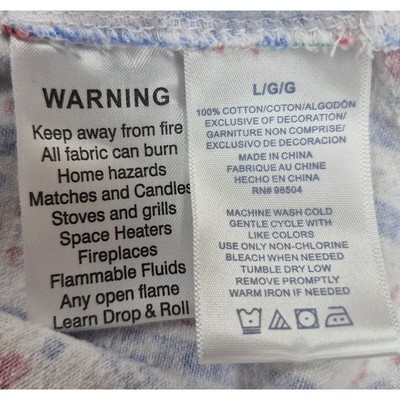 WARNING
Keep away from fire
All fabric can burn
Home hazards
Matches and Candles
Stoves and grills
Space Heaters
Fireplaces
Flammable Fluids
Any open flame
Learn Drop & Roll
L/G/G
100% COTTON/COTON/ALGODÓN
EXCLUSIVE OF DECORATION/
GARNITURE NON COMPRISE/
EXCLUSIVO DE DECORACION
MADE IN CHINA
FABRIQUE AU CHINE
HECHO EN CHINA
RN# 98504
MACHINE WASH COLD
GENTLE CYCLE WITH
LIKE COLORS
USE ONLY NON-CHLORINE
BLEACH WHEN NEEDED
TUMBLE DRY LOW
REMOVE PROMPTLY
WARM IRON IF NEEDED